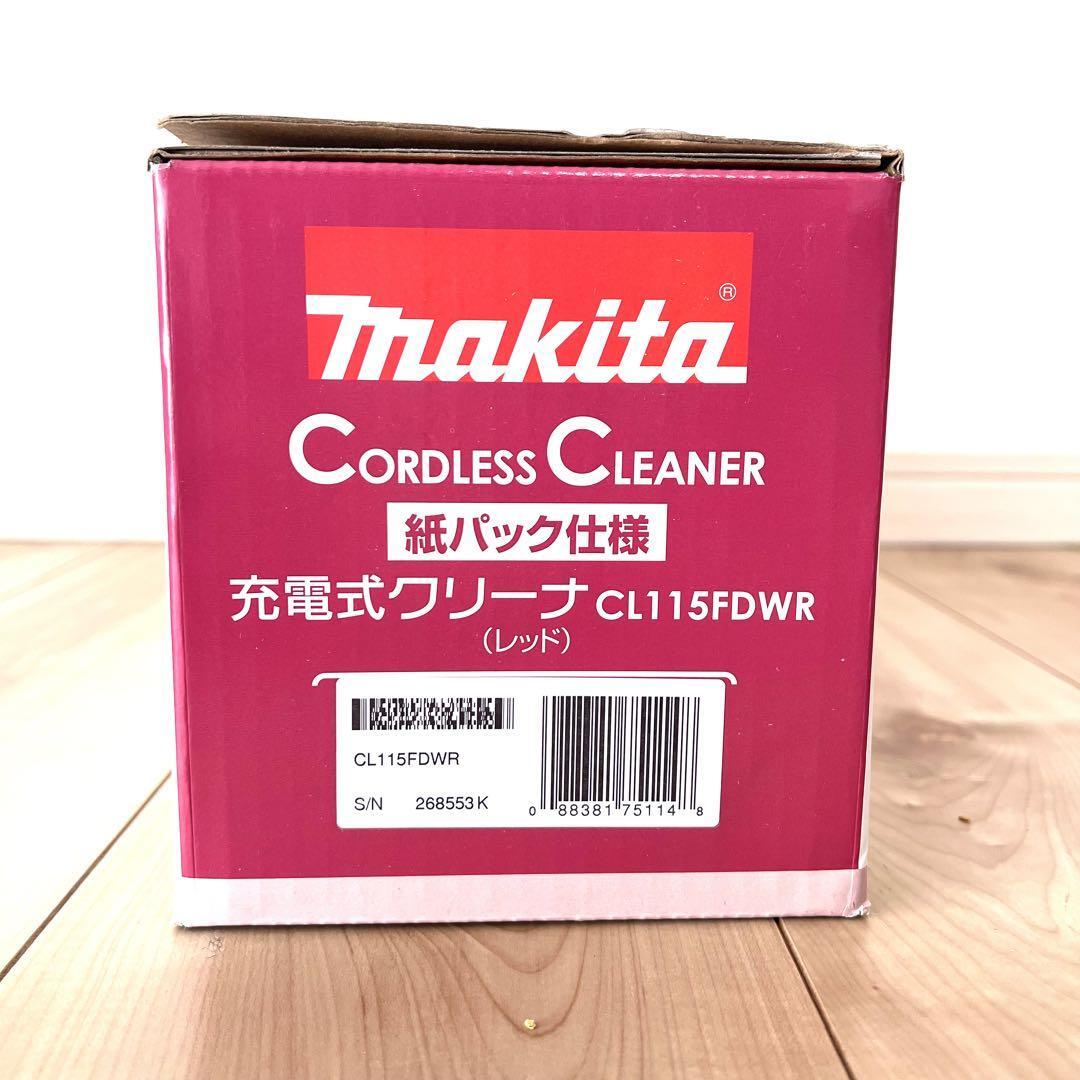 makita®
CORDLESS CLEANER
紙パック仕様
充電式クリーナ CL115FDWR
(レッド)
CL115FDWR
S/N 268553K
0 88381 75114 8